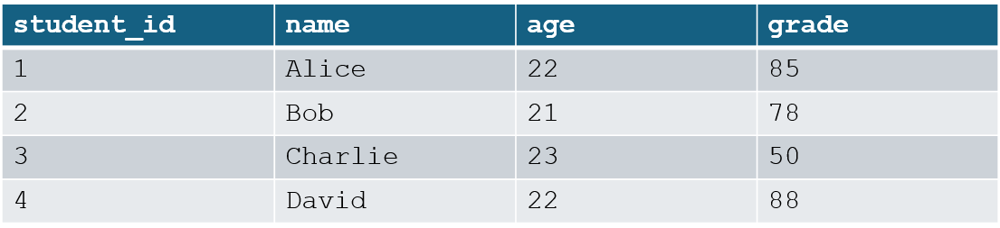 student_id name age grade
1 Alice 22 85
2 Bob 21 78
3 Charlie 23 50
4 David 22 88